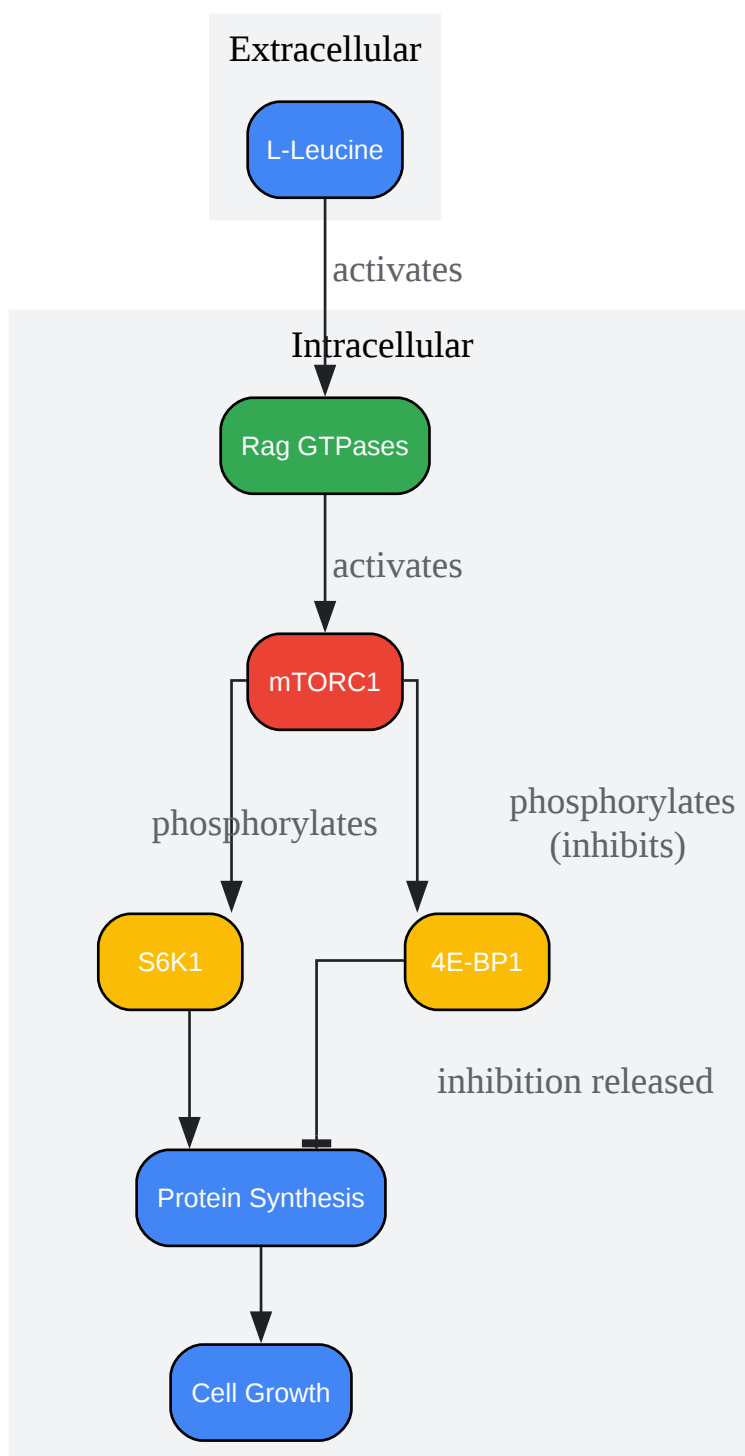 Extracellular
L-Leucine
activates
Intracellular
Rag GTPases
activates
mTORC1
phosphorylates
phosphorylates
(inhibits)
S6K1
4E-BP1
inhibition released
Protein Synthesis
Cell Growth